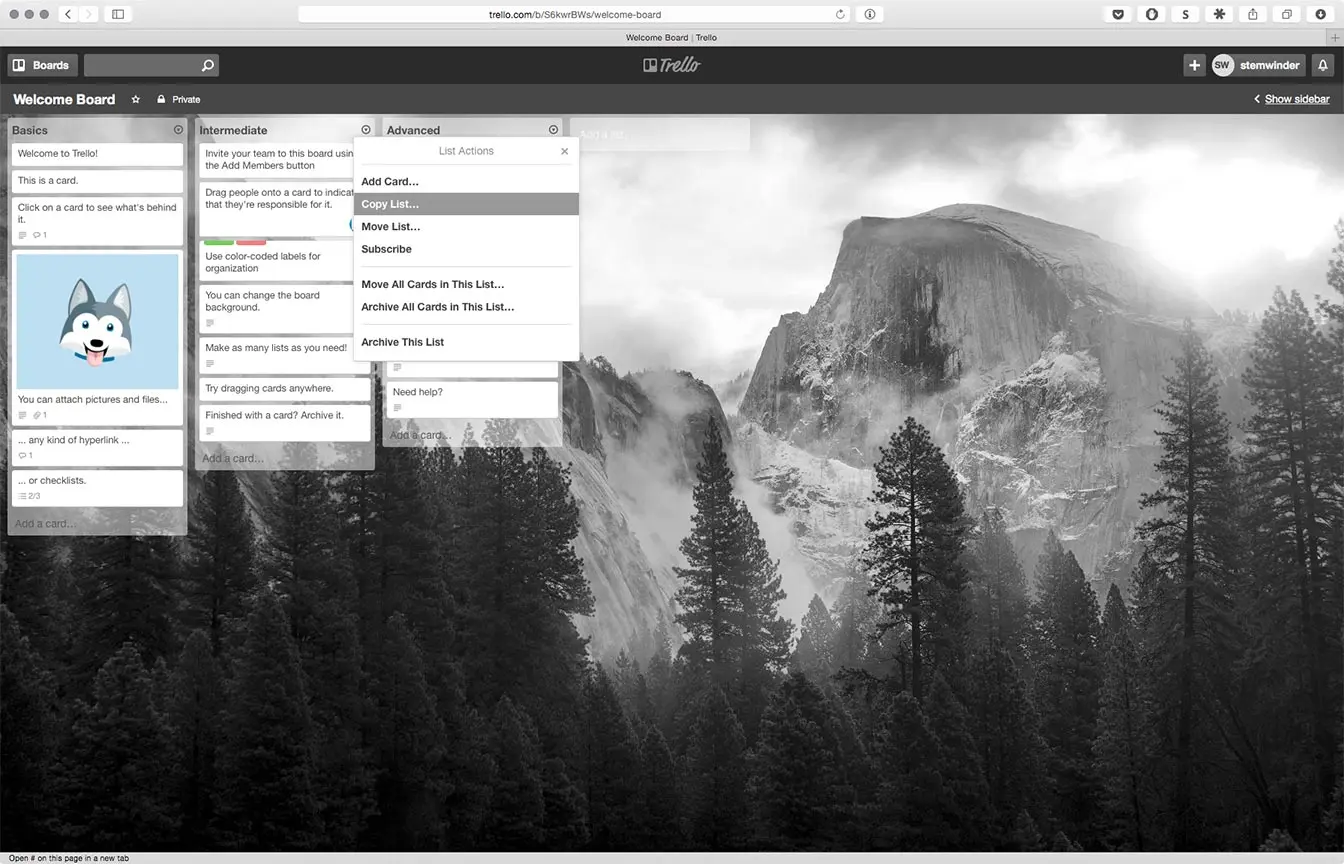 trello.com/b/S6kwrBWs/welcome-board
S
Welcome Board | Trello
Boards
Trello
SW stemwinder
Welcome Board
Private
Show sidebar
Basics
Welcome to Trello!
This is a card.
Click on a card to see what's behind
it.
1
You can attach pictures and files...
1
... any kind of hyperlink ...
1
... or checklists.
2/3
Add a card...
Intermediate
Invite your team to this board usin
the Add Members button
Drag people onto a card to indicat
that they're responsible for it.
Use color-coded labels for
organization
You can change the board
background.
Make as many lists as you need!
Try dragging cards anywhere.
Finished with a card? Archive it.
Add a card...
Advanced
List Actions
Add Card...
Copy List...
Move List...
Subscribe
Move All Cards in This List...
Archive All Cards in This List...
Archive This List
Need help?
Add a card...
Add a list...
Open # on this page in a new tab